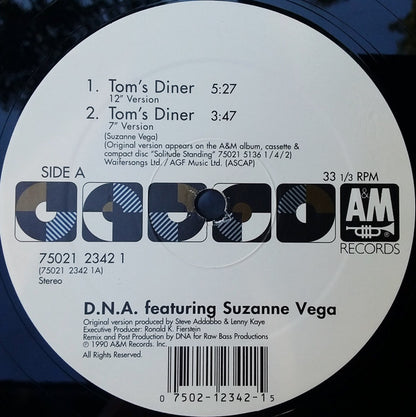 1. Tom's Diner 5:27
12" Version
2. Tom's Diner 3:47
7" Version
(Suzanne Vega)
(Original version appears on the A&M album, cassette &
compact disc "Solitude Standing" 75021 5136 1/4/2)
Waifersongs Ltd./AGF Music Ltd. (ASCAP)
SIDE A
33 1/3 RPM
A&M
RECORDS
75021 2342 1
(75021 2342 1A)
Stereo
D.N.A. featuring Suzanne Vega
Original version produced by Steve Addabbo & Lenny Kaye
Executive Producer: Ronald K. Fierstein
Remix and Post Production by DNA for Raw Bass Productions
℗ 1990 A&M Records, Inc.
All Rights Reserved.
0 7502-12342-1 5